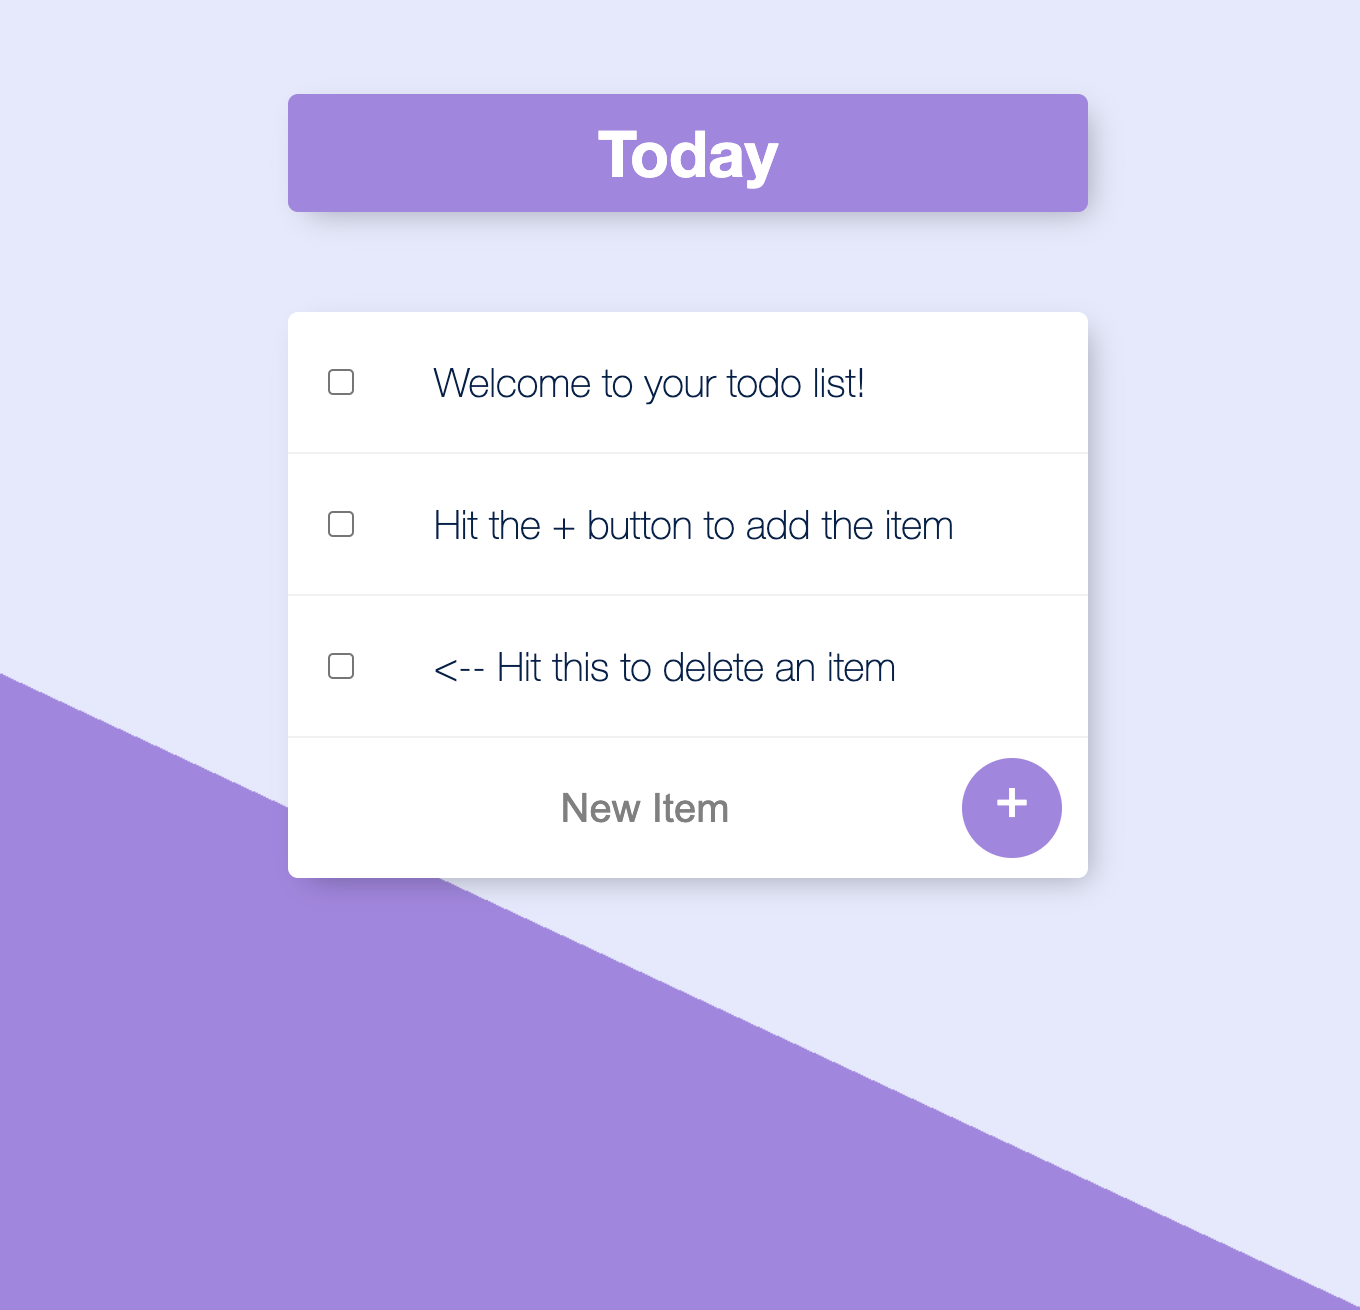 Today
Welcome to your todo list!
Hit the + button to add the item
<-- Hit this to delete an item
New Item
+